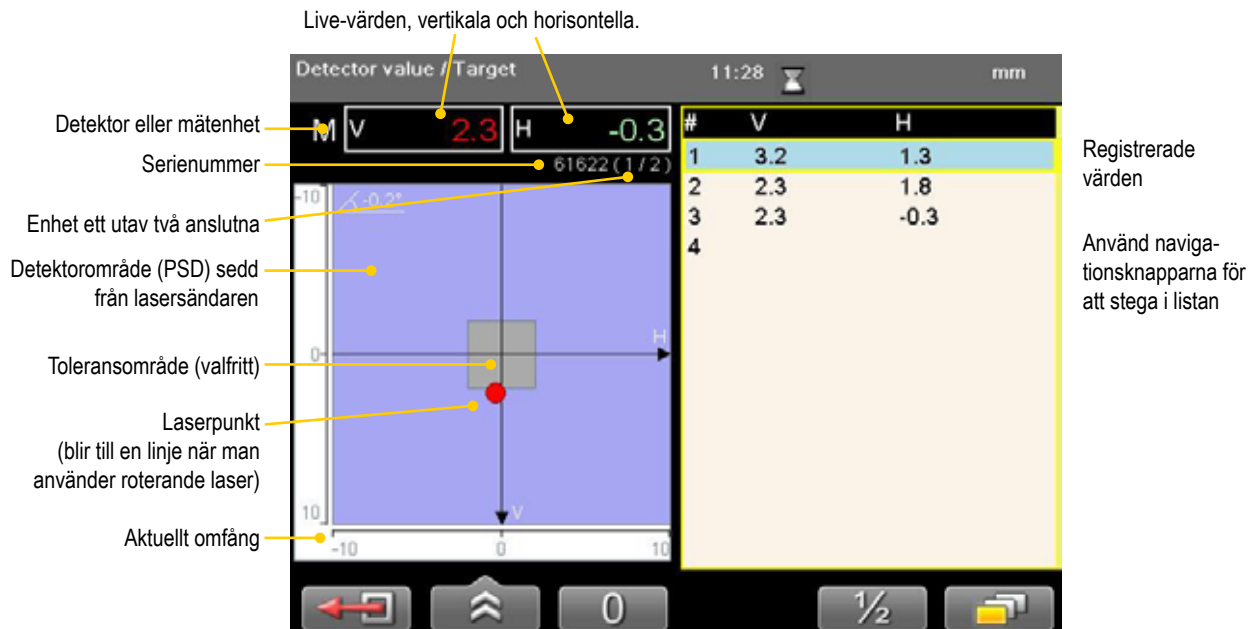 Live-värden, vertikala och horisontella.
Detector value / Target 11:28 mm
Detektor eller mätenhet
M V 2.3 H -0.3
Serienummer
61622 ( 1 / 2 )
Enhet ett utav två anslutna
Detektorområde (PSD) sedd
från lasersändaren
Toleransområde (valfritt)
Laserpunkt
(blir till en linje när man
använder roterande laser)
Aktuellt omfång
-10
-0.2°
0
H
10
V
-10 0 10
# V H
1 3.2 1.3
2 2.3 1.8
3 2.3 -0.3
4
Registrerade
värden
Använd naviga-
tionsknapparna för
att stega i listan
0
½